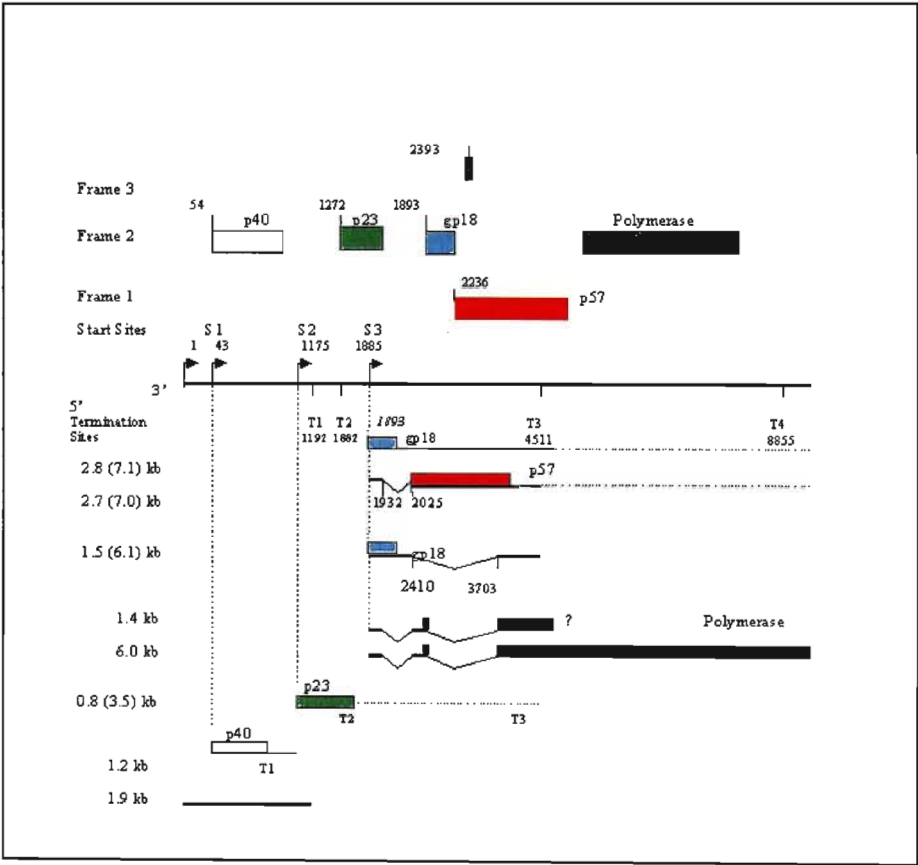 2393
Frame 3
54 1272 1893
p40 p23 gp18 Polymerase
Frame 2
2236
Frame 1 p57
Start Sites S1 S2 S3
1 43 1175 1885
3'
5'
Termination Sites T1 T2 1893 T3 T4
1192 1882 gp18 4511 8855
2.8 (7.1) kb p57
2.7 (7.0) kb 1932 2025
1.5 (6.1) kb gp18
2410 3703
1.4 kb ? Polymerase
6.0 kb
p23
0.8 (3.5) kb
T2 T3
p40
1.2 kb T1
1.9 kb